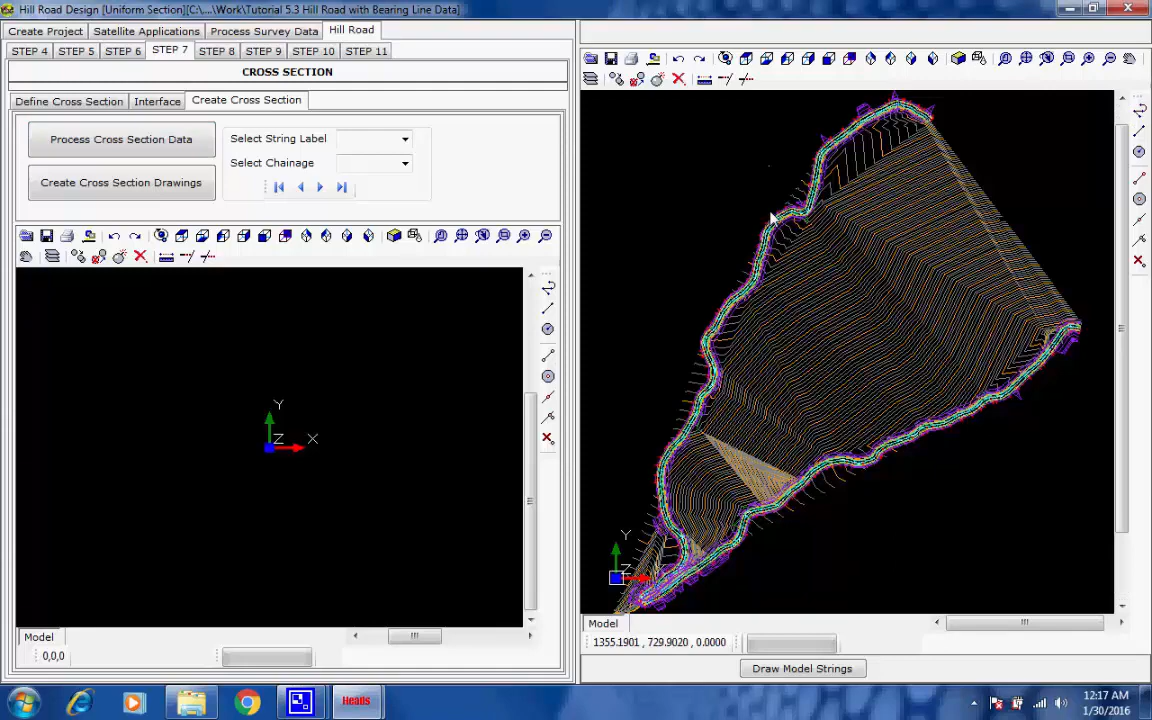 Hill Road Design [Uniform Section][C:\...\Work\Tutorial 5.3 Hill Road with Bearing Line Data]
Create Project Satellite Applications Process Survey Data Hill Road
STEP 4 STEP 5 STEP 6 STEP 7 STEP 8 STEP 9 STEP 10 STEP 11
CROSS SECTION
Define Cross Section Interface Create Cross Section
Process Cross Section Data Select String Label
Select Chainage
Create Cross Section Drawings
Y
Z X
Model
0,0,0
Y
Z
Model
1355.1901 , 729.9020 , 0.0000
Draw Model Strings
Heads
12:17 AM
1/30/2016